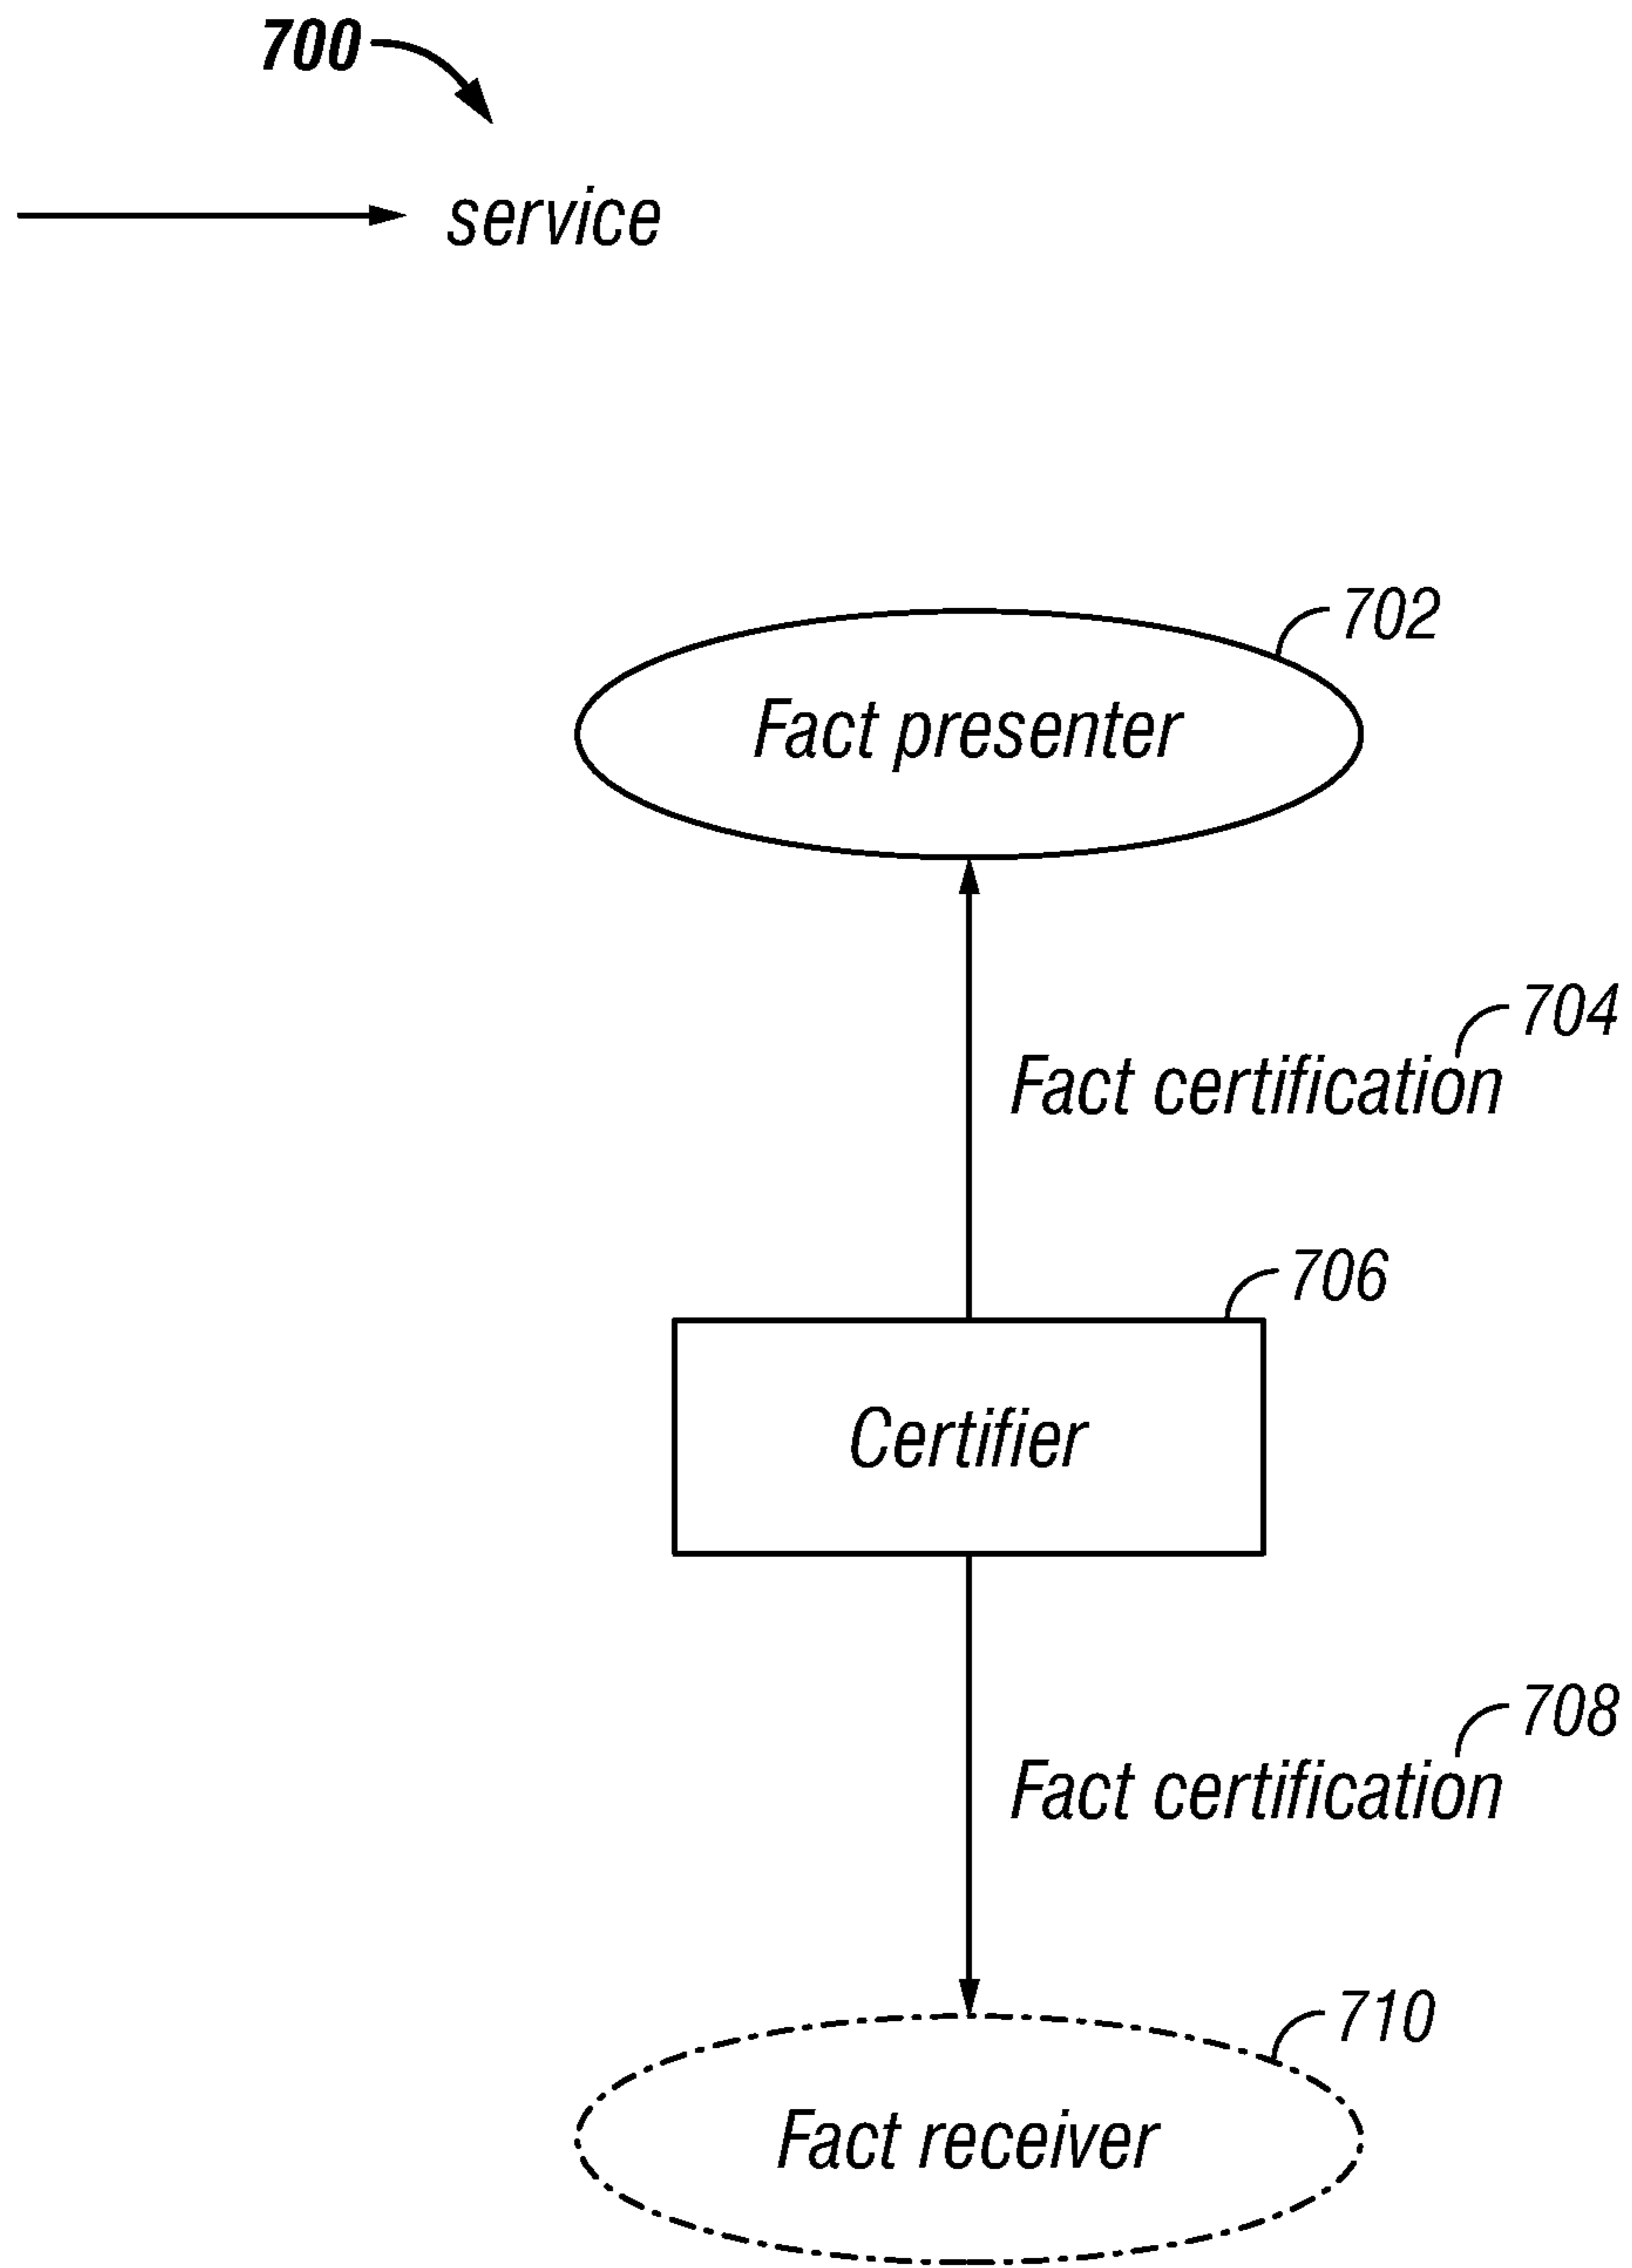 700
service
702
Fact presenter
704
Fact certification
706
Certifier
708
Fact certification
710
Fact receiver